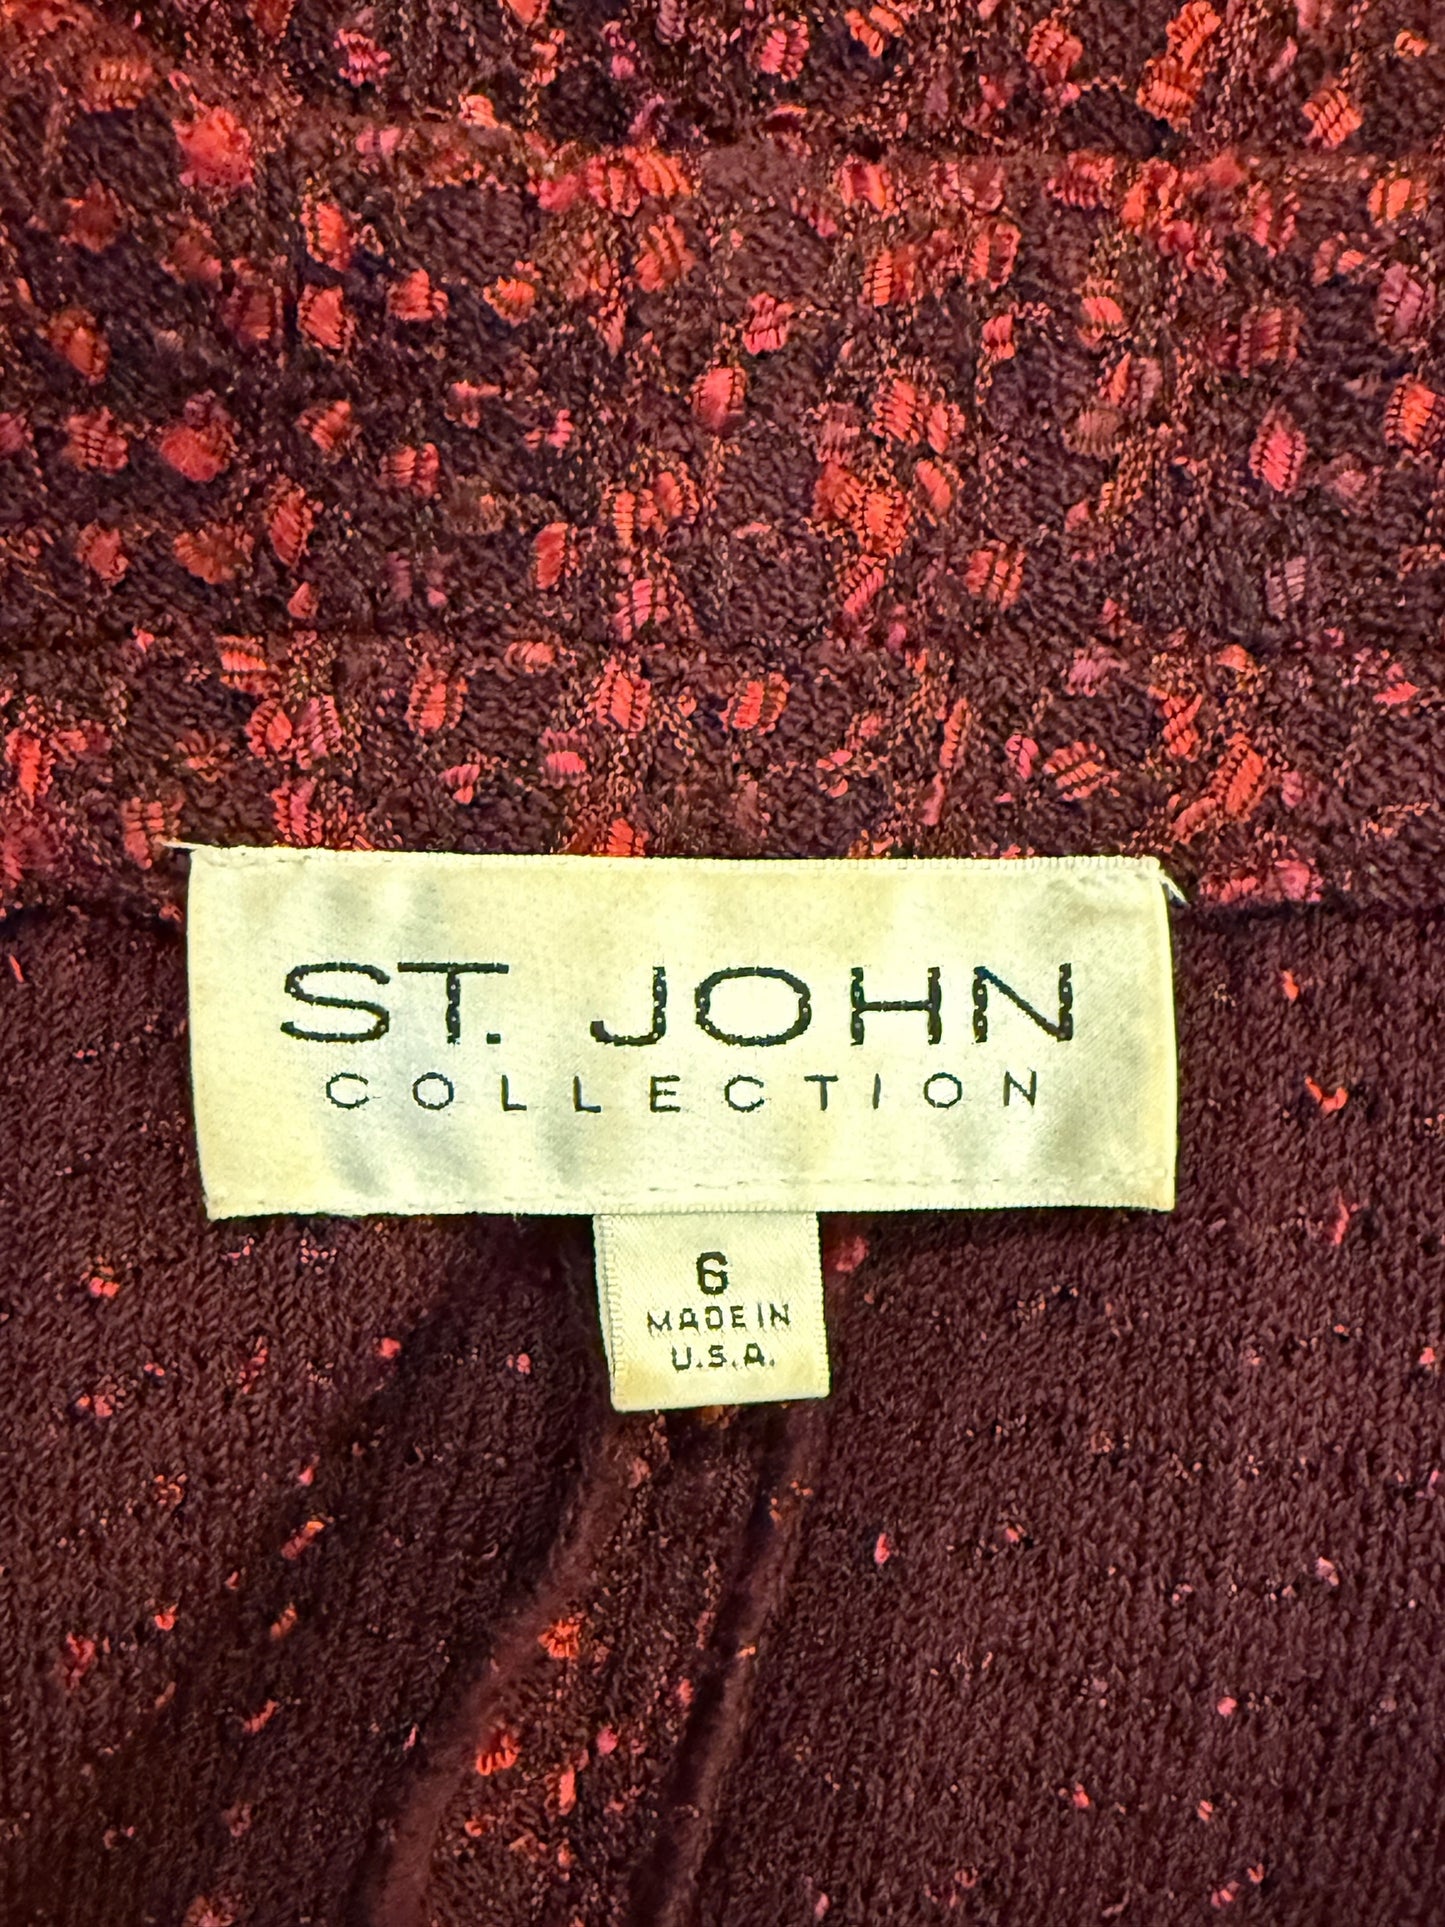 ST. JOHN
COLLECTION
6
MADE IN
U.S.A.